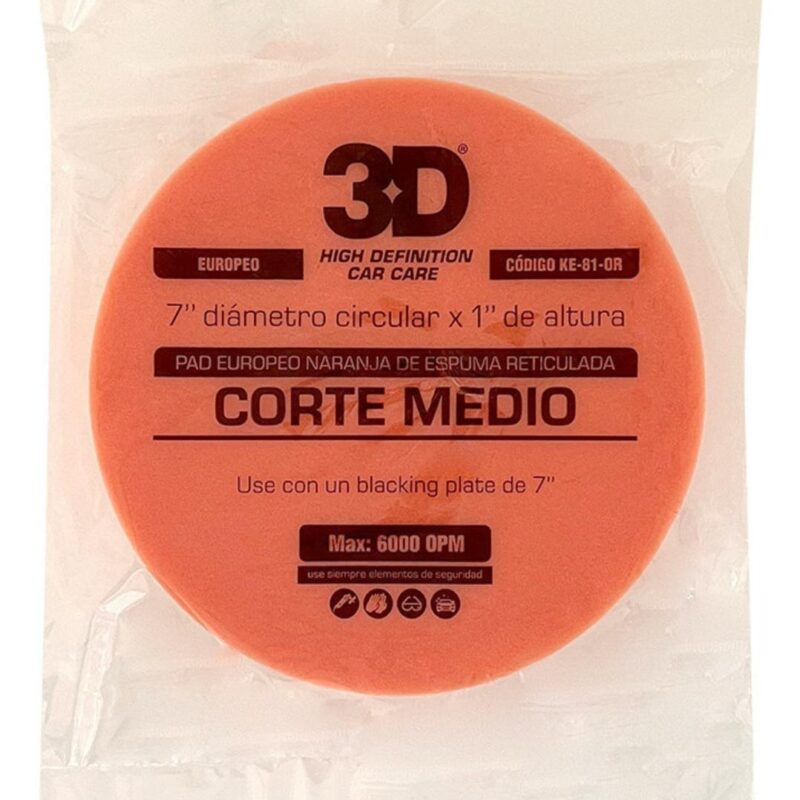 3D®
HIGH DEFINITION
CAR CARE
EUROPEO
CÓDIGO KE-81-OR
7’’ diámetro circular x 1’’ de altura
PAD EUROPEO NARANJA DE ESPUMA RETICULADA
CORTE MEDIO
Use con un blacking plate de 7’’
Max: 6000 OPM
use siempre elementos de seguridad